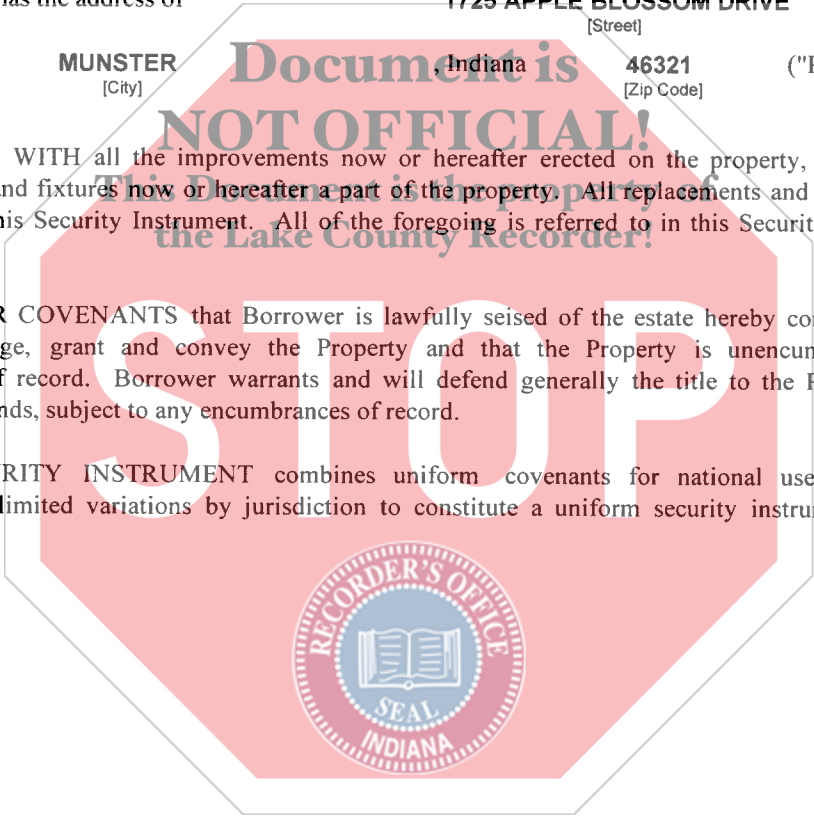 has the address of 1725 APPLE BLOSSOM DRIVE
[Street]
MUNSTER , Indiana 46321 ("P
[City] [Zip Code]
Document is
NOT OFFICIAL!
WITH all the improvements now or hereafter erected on the property,
This Document is the property of
nd fixtures now or hereafter a part of the property. All replacements and
his Security Instrument. All of the foregoing is referred to in this Securit
the Lake County Recorder!
R COVENANTS that Borrower is lawfully seised of the estate hereby co
ge, grant and convey the Property and that the Property is unencum
f record. Borrower warrants and will defend generally the title to the P
nds, subject to any encumbrances of record.
STOP
RITY INSTRUMENT combines uniform covenants for national use
limited variations by jurisdiction to constitute a uniform security instru
RECORDER'S OFFICE
SEAL
INDIANA